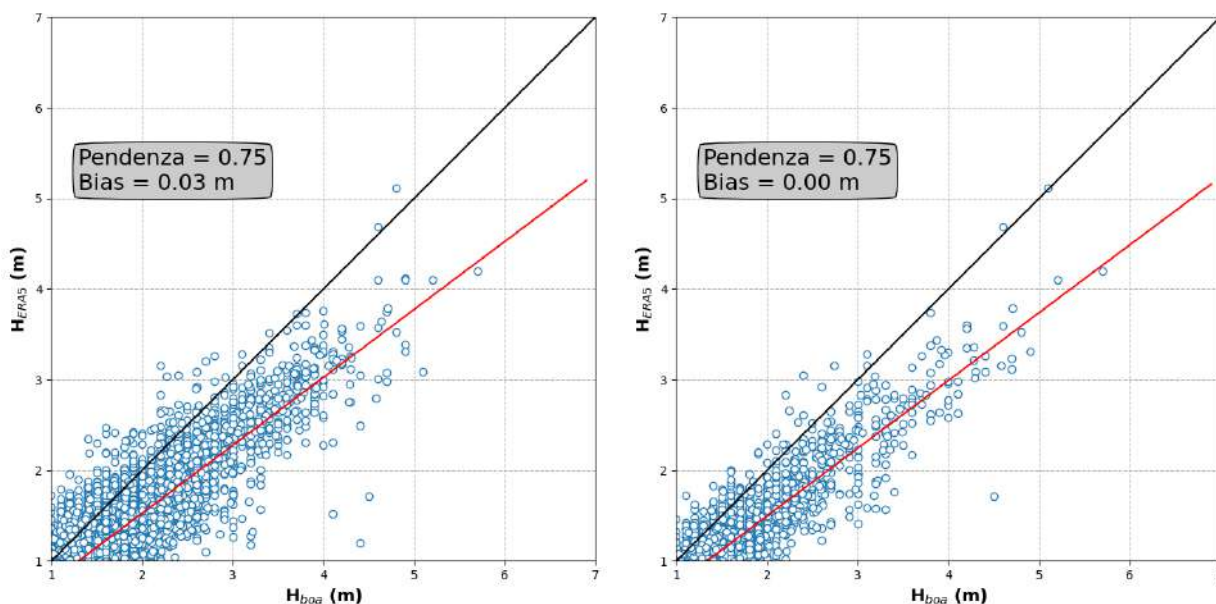 7
6
5
4
3
2
1
H_ERA5 (m)
Pendenza = 0.75
Bias = 0.03 m
1 2 3 4 5 6 7
H_boa (m)
7
6
5
4
3
2
1
H_ERA5 (m)
Pendenza = 0.75
Bias = 0.00 m
1 2 3 4 5 6 7
H_boa (m)